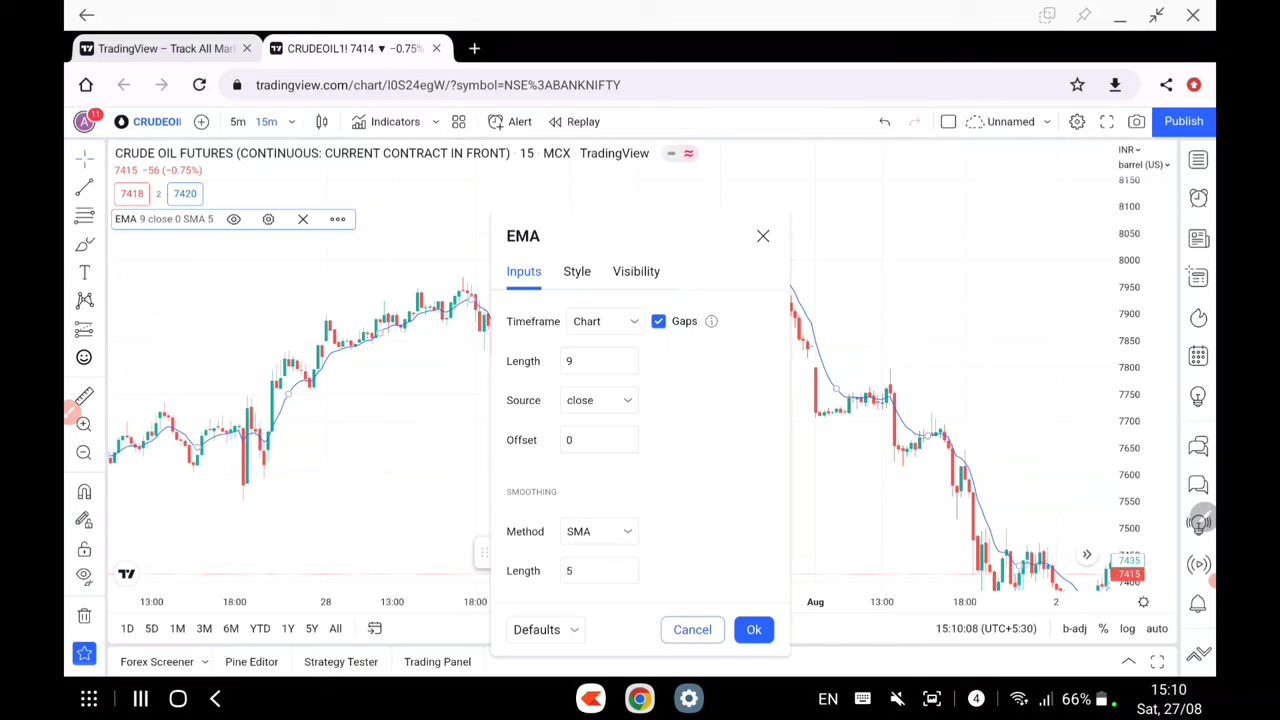 TradingView – Track All Mar
CRUDEOIL1! 7414 ▼ −0.75%
tradingview.com/chart/I0S24egW/?symbol=NSE%3ABANKNIFTY
A 11 CRUDEOI 5m 15m Indicators Alert Replay Unnamed Publish
CRUDE OIL FUTURES (CONTINUOUS: CURRENT CONTRACT IN FRONT) · 15 · MCX · TradingView
INR
barrel (US)
7415 −56 (−0.75%)
7418 2 7420
EMA 9 close 0 SMA 5
EMA
Inputs Style Visibility
Timeframe Chart Gaps
Length 9
Source close
Offset 0
SMOOTHING
Method SMA
Length 5
Defaults Cancel Ok
8150
8100
8050
8000
7950
7900
7850
7800
7750
7700
7650
7600
7550
7500
7435
7415
13:00 18:00 28 13:00 18:00 Aug 13:00 18:00 2
1D 5D 1M 3M 6M YTD 1Y 5Y All 15:10:08 (UTC+5:30) b-adj % log auto
Forex Screener Pine Editor Strategy Tester Trading Panel
EN 4 66% 15:10
Sat, 27/08